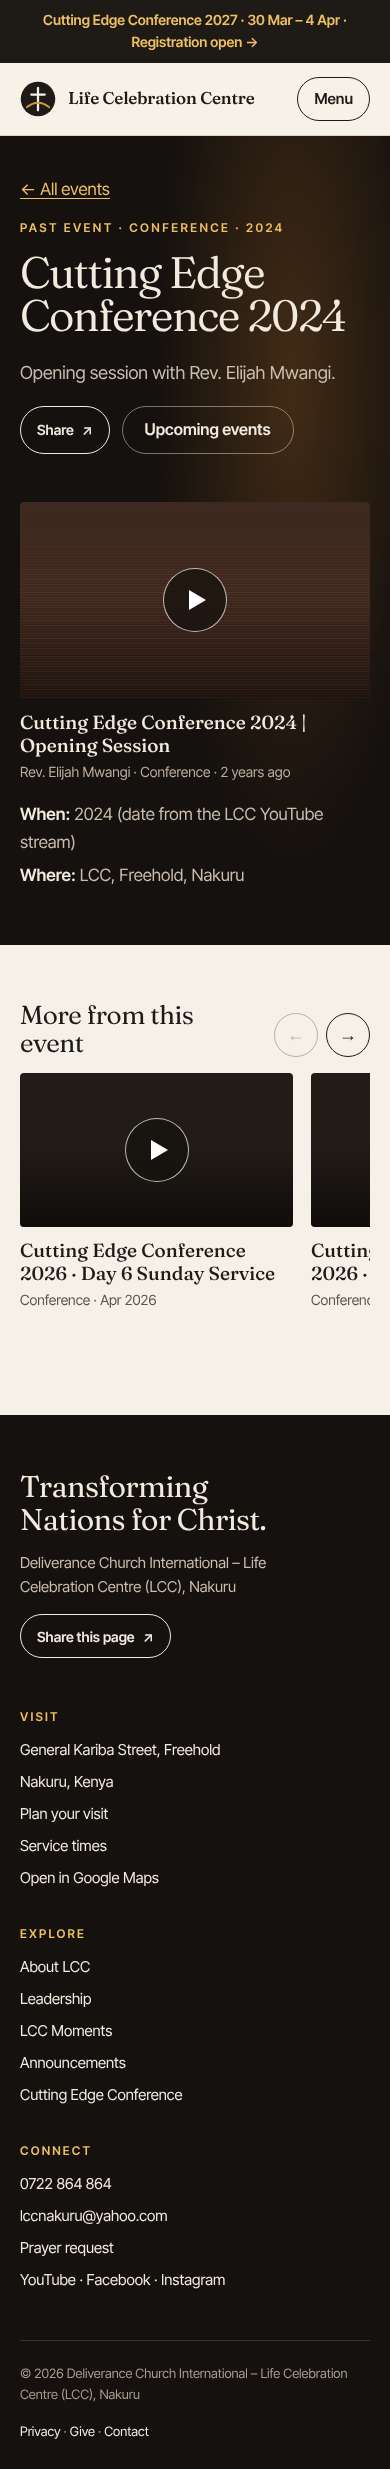 Cutting Edge Conference 2027 · 30 Mar – 4 Apr ·
Registration open →
Life Celebration Centre
Menu
← All events
PAST EVENT · CONFERENCE · 2024
Cutting Edge
Conference 2024
Opening session with Rev. Elijah Mwangi.
Share ↗
Upcoming events
Cutting Edge Conference 2024 |
Opening Session
Rev. Elijah Mwangi · Conference · 2 years ago
When: 2024 (date from the LCC YouTube
stream)
Where: LCC, Freehold, Nakuru
More from this
event
← →
Cutting Edge Conference
2026 · Day 6 Sunday Service
Conference · Apr 2026
2026 ·
Transforming
Nations for Christ.
Deliverance Church International – Life
Celebration Centre (LCC), Nakuru
Share this page ↗
VISIT
General Kariba Street, Freehold
Nakuru, Kenya
Plan your visit
Service times
Open in Google Maps
EXPLORE
About LCC
Leadership
LCC Moments
Announcements
Cutting Edge Conference
CONNECT
0722 864 864
lccnakuru@yahoo.com
Prayer request
YouTube · Facebook · Instagram
© 2026 Deliverance Church International – Life Celebration
Centre (LCC), Nakuru
Privacy · Give · Contact